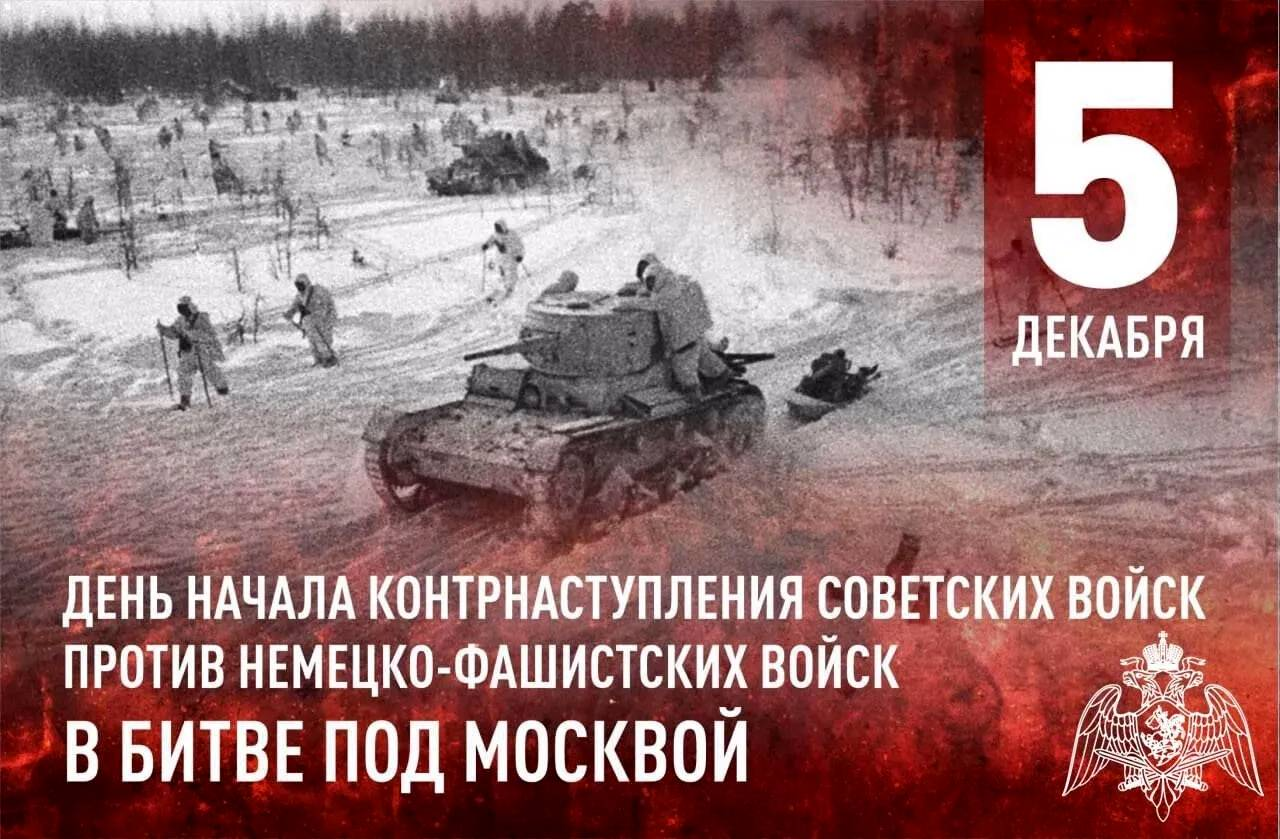 5
ДЕКАБРЯ
ДЕНЬ НАЧАЛА КОНТРНАСТУПЛЕНИЯ СОВЕТСКИХ ВОЙСК
ПРОТИВ НЕМЕЦКО-ФАШИСТСКИХ ВОЙСК
В БИТВЕ ПОД МОСКВОЙ